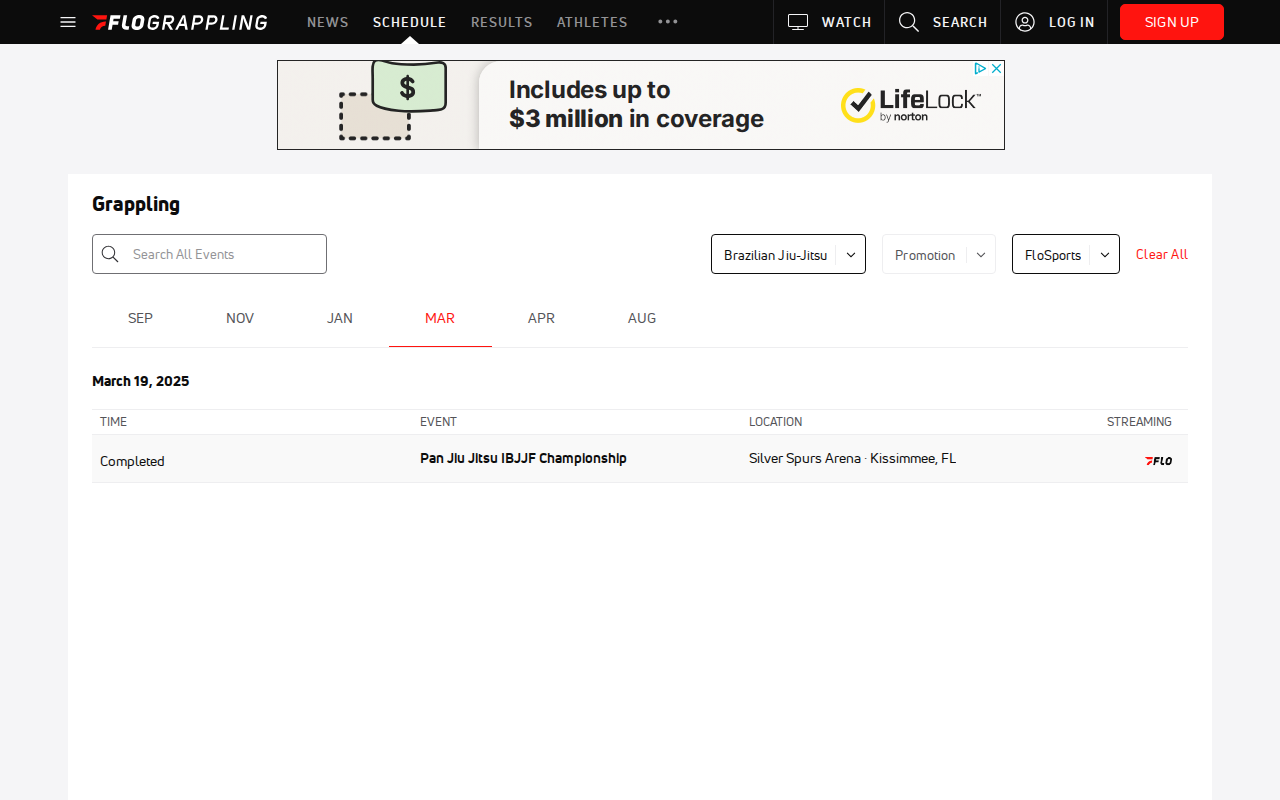 FLOGRAPPLING NEWS SCHEDULE RESULTS ATHLETES WATCH SEARCH LOG IN SIGN UP
$
Includes up to
$3 million in coverage
LifeLock™
by norton
Grappling
Search All Events
Brazilian Jiu-Jitsu
Promotion
FloSports
Clear All
SEP NOV JAN MAR APR AUG
March 19, 2025
TIME EVENT LOCATION STREAMING
Completed Pan Jiu Jitsu IBJJF Championship Silver Spurs Arena · Kissimmee, FL FLO